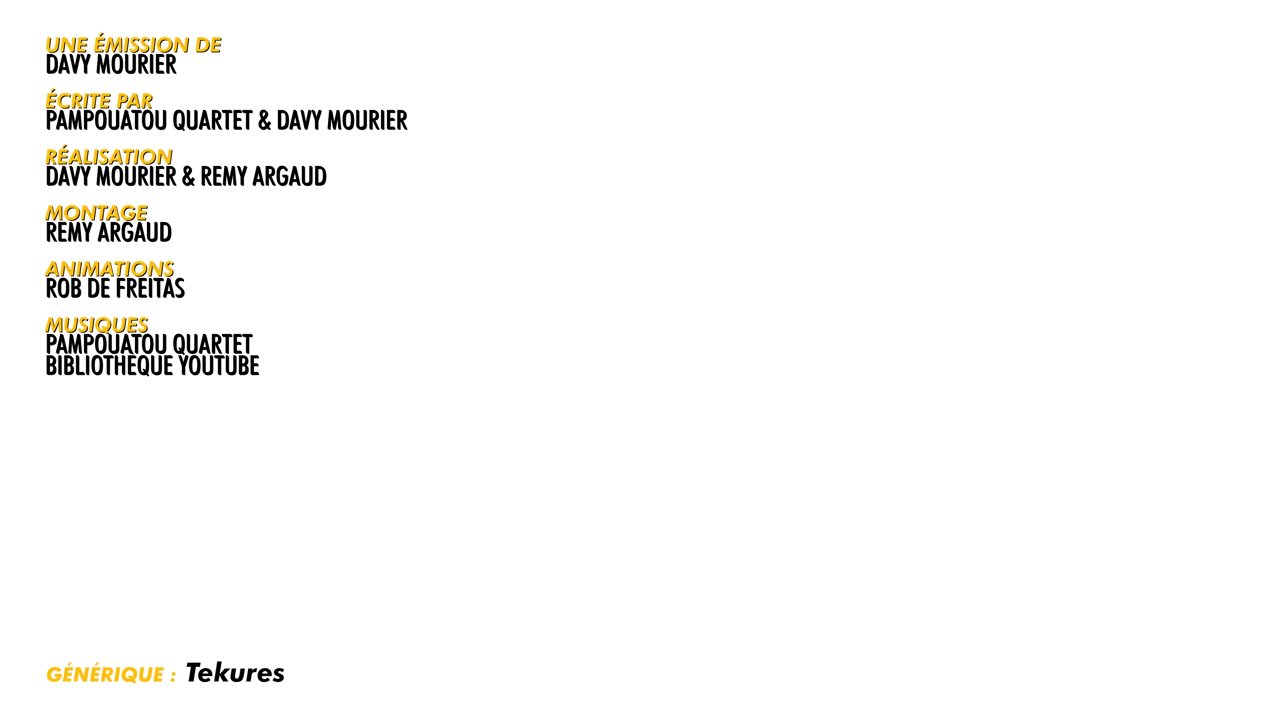 UNE ÉMISSION DE
DAVY MOURIER
ÉCRITE PAR
PAMPOUATOU QUARTET & DAVY MOURIER
RÉALISATION
DAVY MOURIER & REMY ARGAUD
MONTAGE
REMY ARGAUD
ANIMATIONS
ROB DE FREITAS
MUSIQUES
PAMPOUATOU QUARTET
BIBLIOTHÈQUE YOUTUBE
GÉNÉRIQUE : Tekures